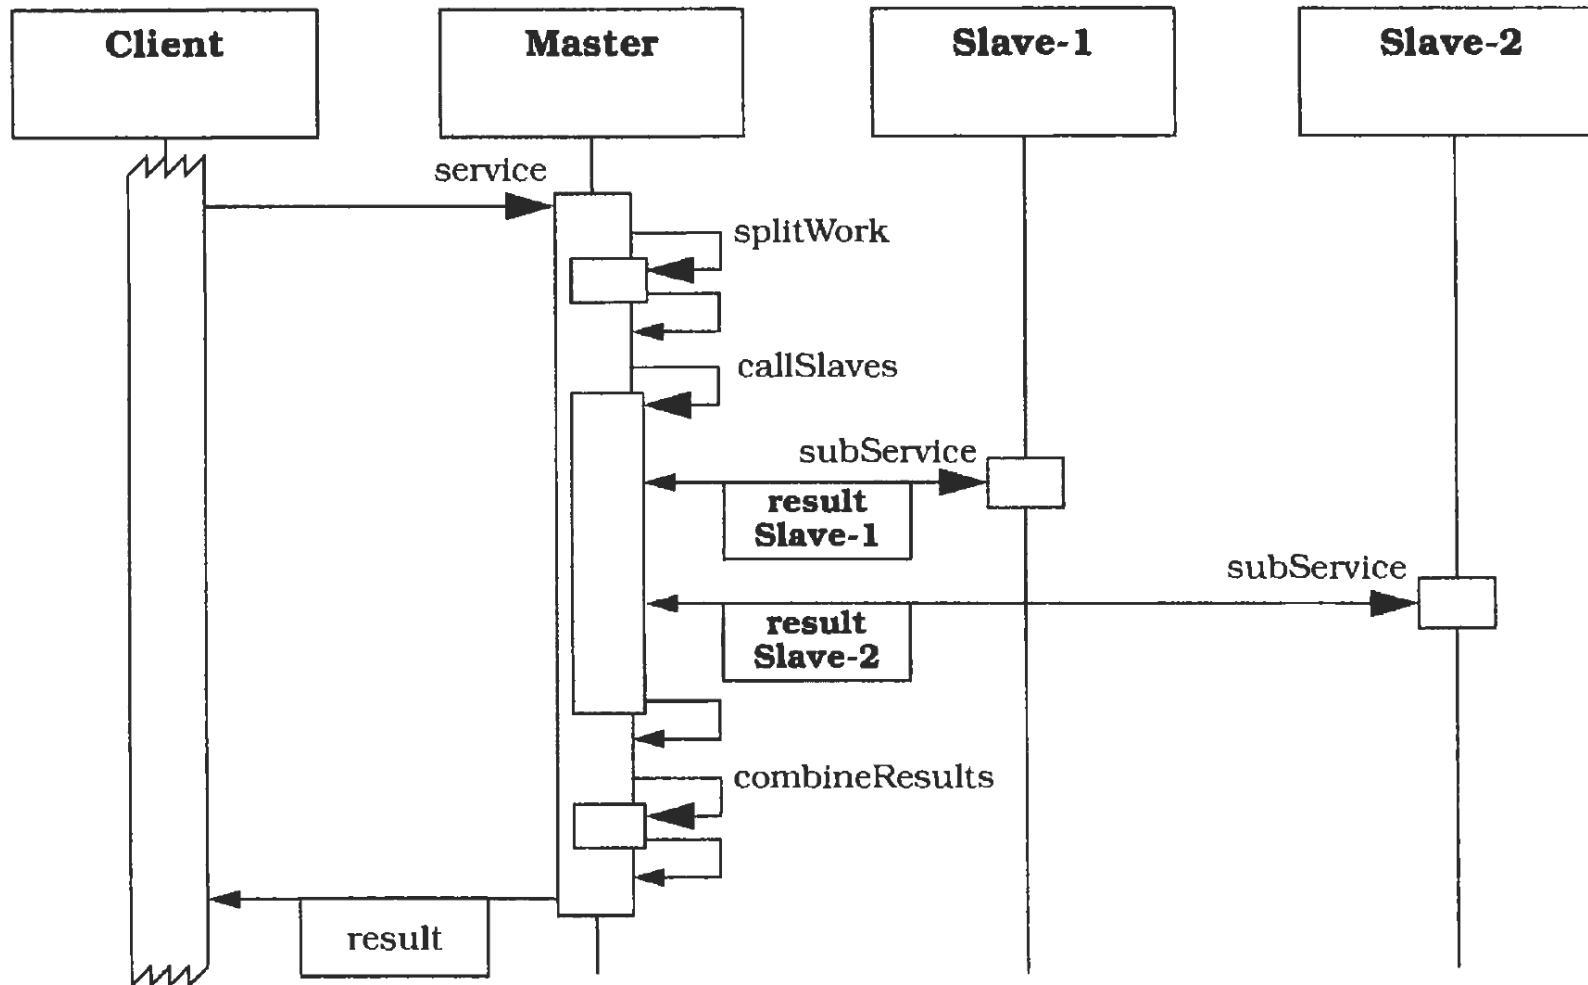 Client
Master
Slave-1
Slave-2
service
splitWork
callSlaves
subService
result
Slave-1
subService
result
Slave-2
combineResults
result